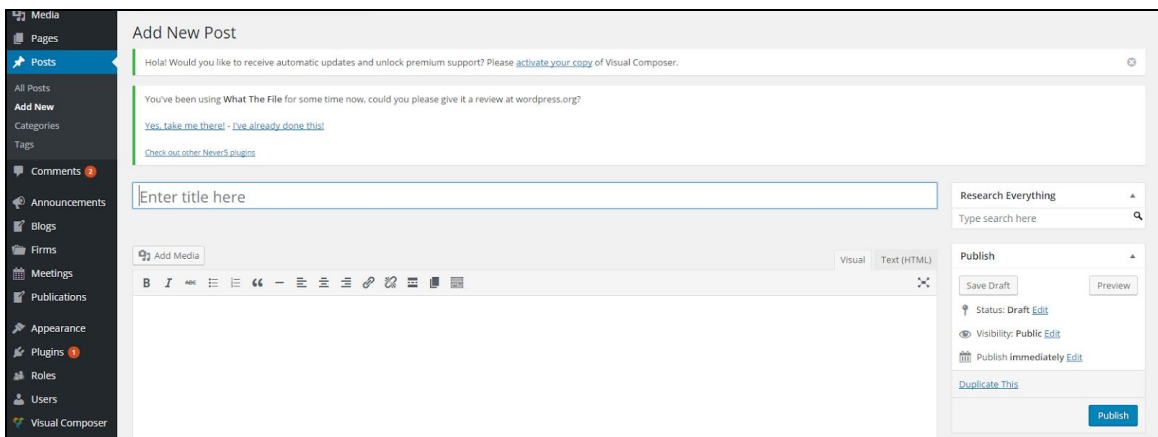 Media
Pages
Posts
All Posts
Add New
Categories
Tags
Comments 2
Announcements
Blogs
Firms
Meetings
Publications
Appearance
Plugins 1
Roles
Users
Visual Composer
Add New Post
Hola! Would you like to receive automatic updates and unlock premium support? Please activate your copy of Visual Composer.
You've been using What The File for some time now, could you please give it a review at wordpress.org?
Yes, take me there! - I've already done this!
Check out other Never5 plugins
Enter title here
Add Media
Visual Text (HTML)
B I ABC
Research Everything
Type search here
Publish
Save Draft Preview
Status: Draft Edit
Visibility: Public Edit
Publish immediately Edit
Duplicate This
Publish